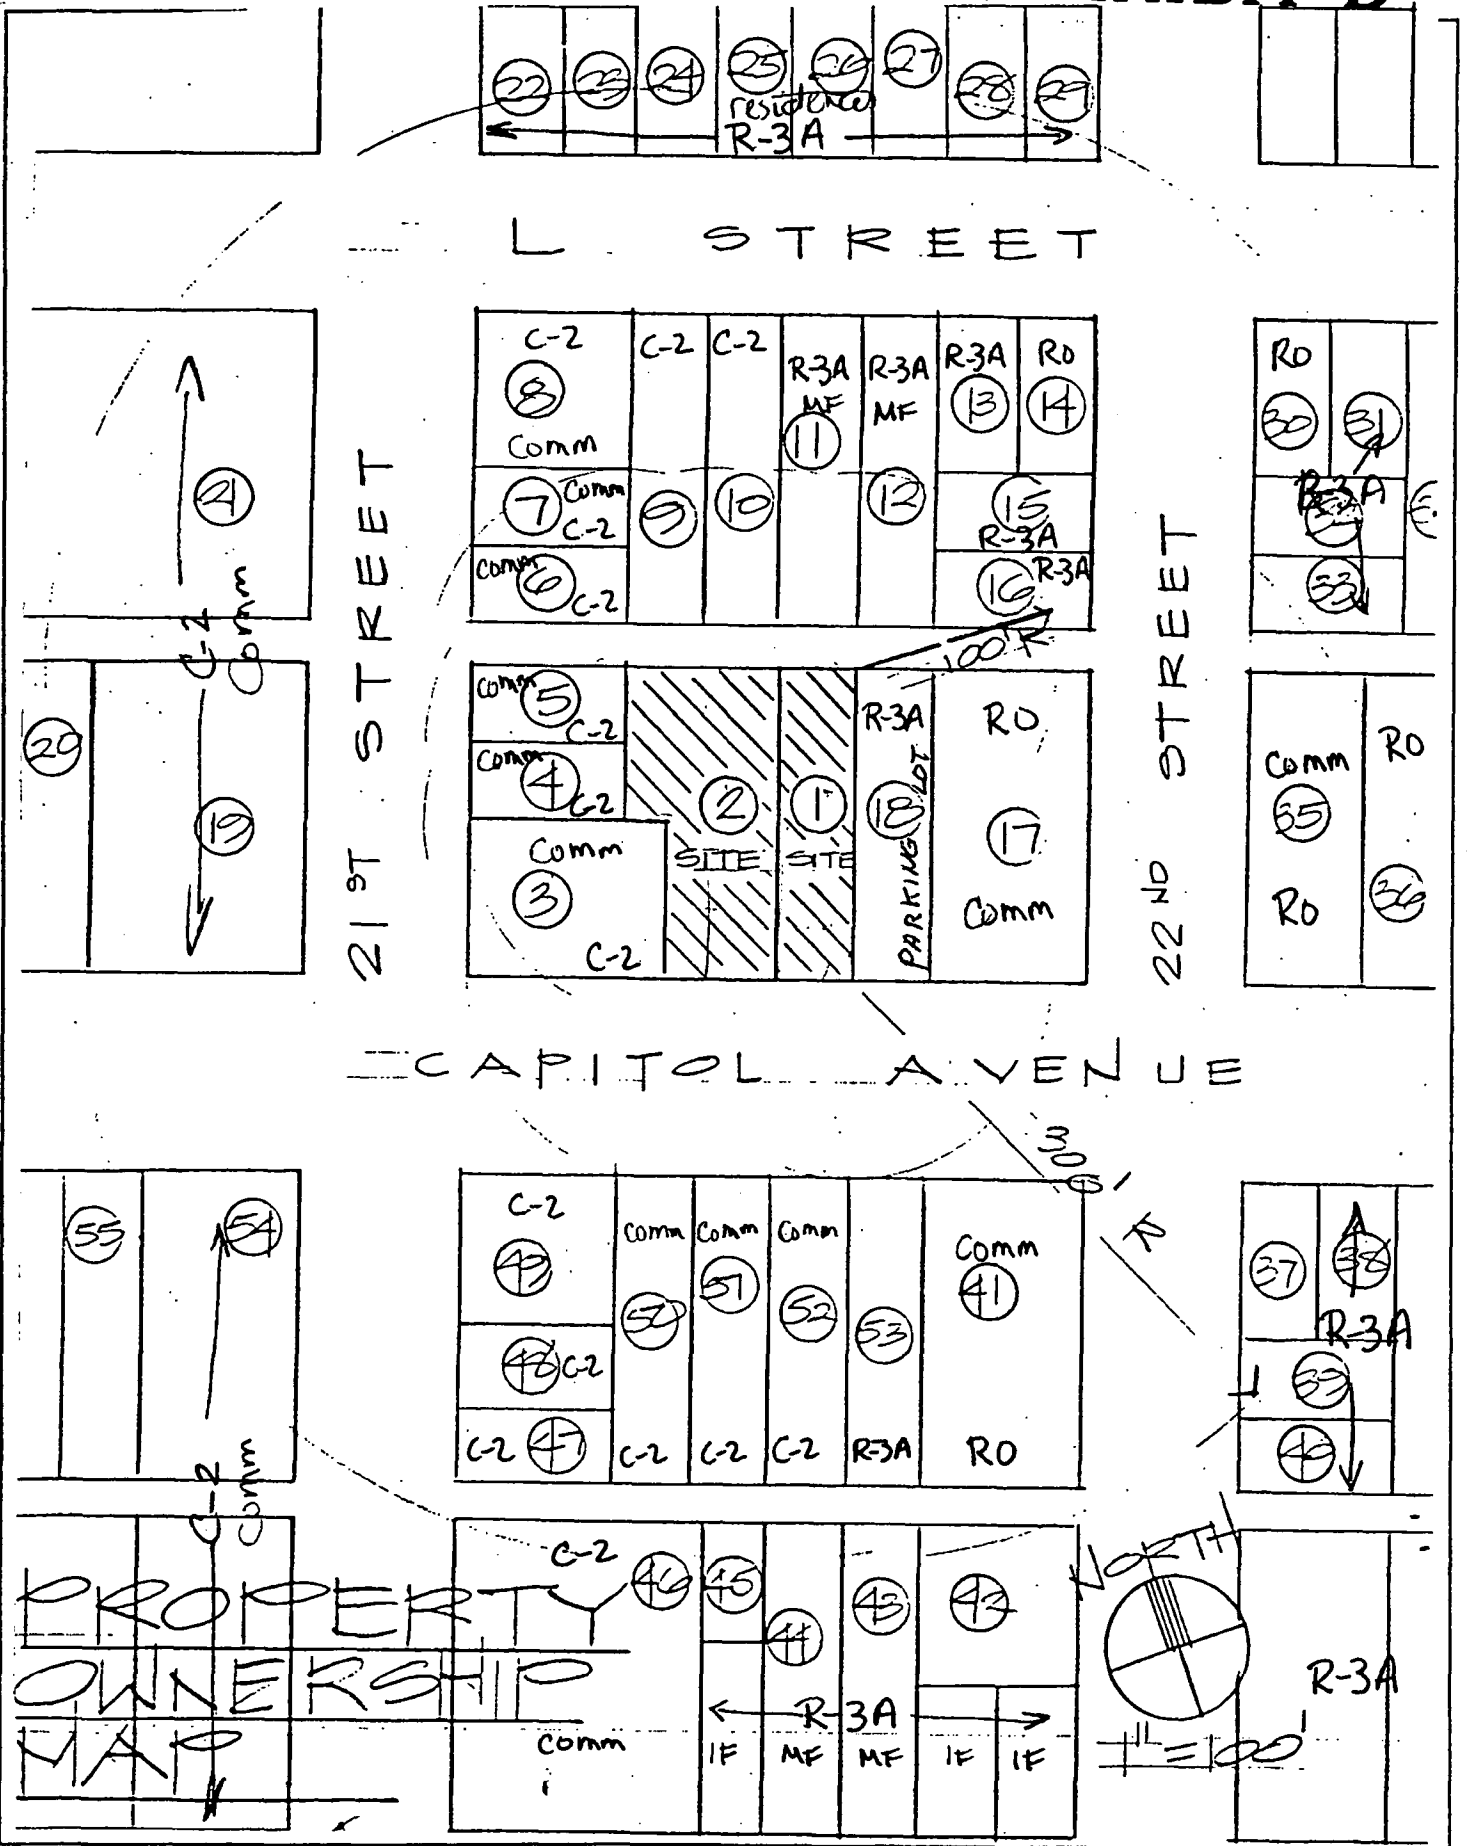 22 23 24 25 26 27 28 29
residences
R-3A
L STREET
C-2 C-2 C-2 R-3A R-3A R-3A RO
8 MF MF 13 14
Comm 11
RO
30 31
21
7 Comm C-2
9 10 12 15
R-3A
R-3A
33
Comm 6 C-2
16 R-3A
100' R
C-2
Comm
21ST STREET
22ND STREET
20
19
Comm 5 C-2
Comm 4 C-2
2 1
SITE SITE
R-3A
18
PARKING LOT
RO
17
Comm
Comm
3
C-2
Comm
35
RO
RO
36
CAPITOL AVENUE
300' R
55 54
C-2
49
48 C-2
C-2 47
Comm Comm Comm
50 51 52 53
C-2 C-2 C-2 R-3A
Comm
41
RO
37 38
R-3A
39
40
C-2
Comm
C-2
46 45 44 43 42
R-3A
Comm
1F MF MF 1F 1F
NORTH
1"=100'
R-3A
PROPERTY
OWNERSHIP
MAP